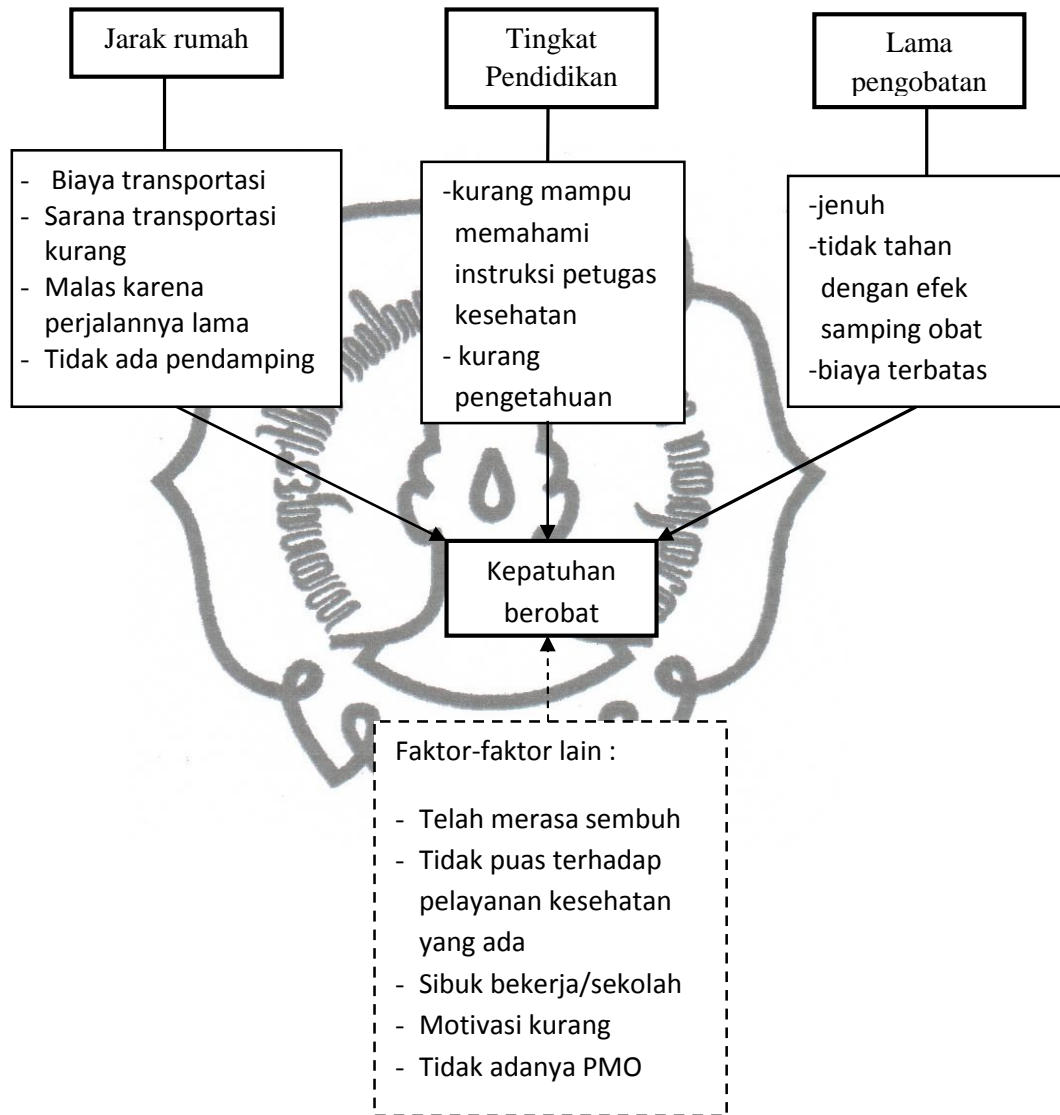 Jarak rumah
Tingkat
Pendidikan
Lama
pengobatan
- Biaya transportasi
- Sarana transportasi
kurang
- Malas karena
perjalannya lama
- Tidak ada pendamping
-kurang mampu
memahami
instruksi petugas
kesehatan
- kurang
pengetahuan
-jenuh
-tidak tahan
dengan efek
samping obat
-biaya terbatas
Kepatuhan
berobat
Faktor-faktor lain :
- Telah merasa sembuh
- Tidak puas terhadap
pelayanan kesehatan
yang ada
- Sibuk bekerja/sekolah
- Motivasi kurang
- Tidak adanya PMO